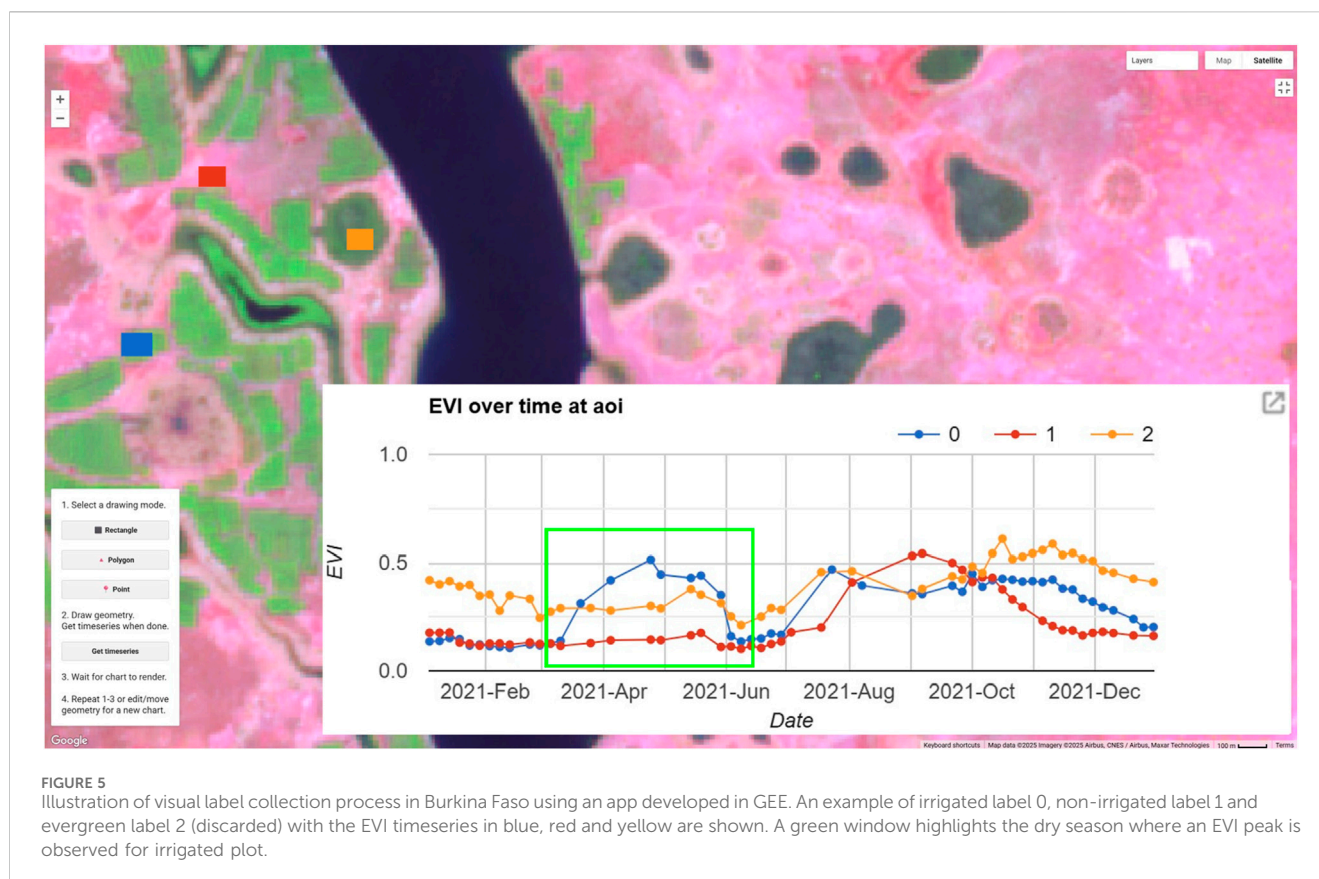 Layers
Map
Satellite
+
−
EVI over time at aoi
0
1
2
1.0
0.5
0.0
EVI
2021-Feb
2021-Apr
2021-Jun
2021-Aug
2021-Oct
2021-Dec
Date
1. Select a drawing mode.
Rectangle
Polygon
Point
2. Draw geometry.
Get timeseries when done.
Get timeseries
3. Wait for chart to render.
4. Repeat 1-3 or edit/move
geometry for a new chart.
Google
Keyboard shortcuts
Map data ©2025 Imagery ©2025 Airbus, CNES / Airbus, Maxar Technologies
100 m
Terms
FIGURE 5
Illustration of visual label collection process in Burkina Faso using an app developed in GEE. An example of irrigated label 0, non-irrigated label 1 and
evergreen label 2 (discarded) with the EVI timeseries in blue, red and yellow are shown. A green window highlights the dry season where an EVI peak is
observed for irrigated plot.